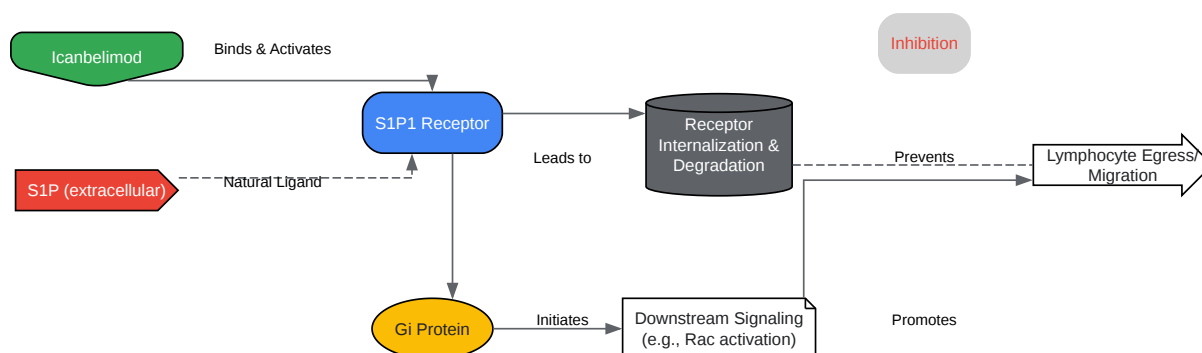 Icanbelimod
Binds & Activates
Inhibition
S1P1 Receptor
Receptor
Internalization &
Degradation
Leads to
Prevents
Lymphocyte Egress/
Migration
S1P (extracellular)
Natural Ligand
Gi Protein
Initiates
Downstream Signaling
(e.g., Rac activation)
Promotes